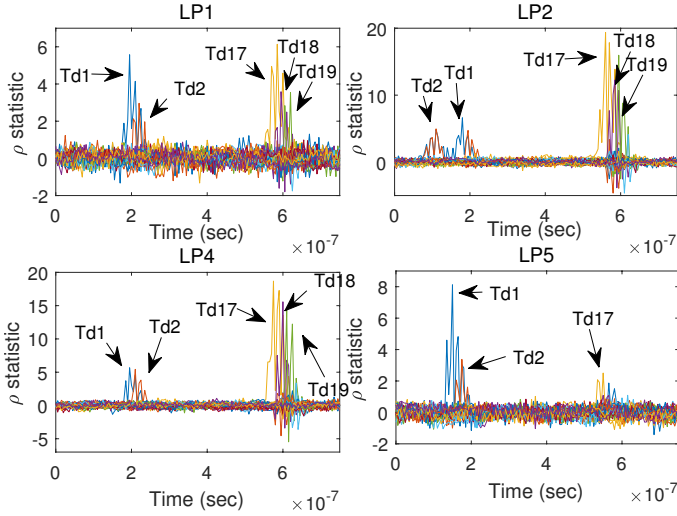 LP1
6
4
2
0
-2
ρ statistic
Td1
Td2
Td17
Td18
Td19
0
2
4
6
Time (sec)
×10-7
LP2
20
10
0
ρ statistic
Td2
Td1
Td17
Td18
Td19
0
2
4
6
Time (sec)
×10-7
LP4
20
15
10
5
0
-5
ρ statistic
Td1
Td2
Td17
Td18
Td19
0
2
4
6
Time (sec)
×10-7
LP5
8
6
4
2
0
-2
ρ statistic
Td1
Td2
Td17
0
2
4
6
Time (sec)
×10-7